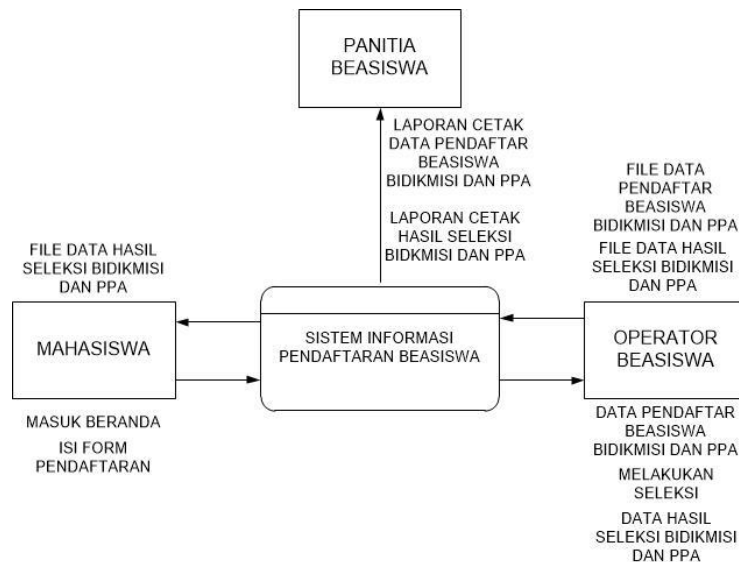 PANITIA
BEASISWA
LAPORAN CETAK
DATA PENDAFTAR
BEASISWA
BIDIKMISI DAN PPA
LAPORAN CETAK
HASIL SELEKSI
BIDKMISI DAN PPA
FILE DATA HASIL
SELEKSI BIDIKMISI
DAN PPA
MAHASISWA
MASUK BERANDA
ISI FORM
PENDAFTARAN
SISTEM INFORMASI
PENDAFTARAN BEASISWA
FILE DATA
PENDAFTAR
BEASISWA
BIDIKMISI DAN PPA
FILE DATA HASIL
SELEKSI BIDIKMISI
DAN PPA
OPERATOR
BEASISWA
DATA PENDAFTAR
BEASISWA
BIDIKMISI DAN PPA
MELAKUKAN
SELEKSI
DATA HASIL
SELEKSI BIDIKMISI
DAN PPA